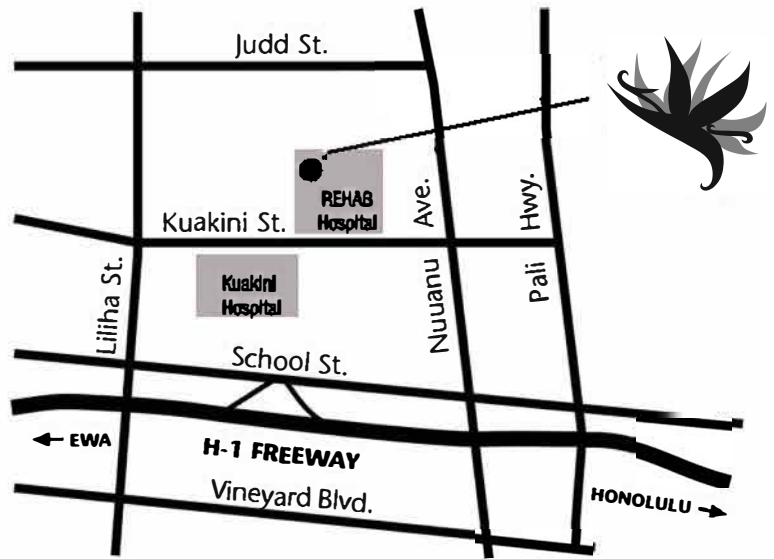 Judd St.
REHAB
Hospital
Kuakini St.
Nuuanu Ave.
Pali Hwy.
Liliha St.
Kuakini
Hospital
School St.
← EWA
H-1 FREEWAY
Vineyard Blvd.
HONOLULU →